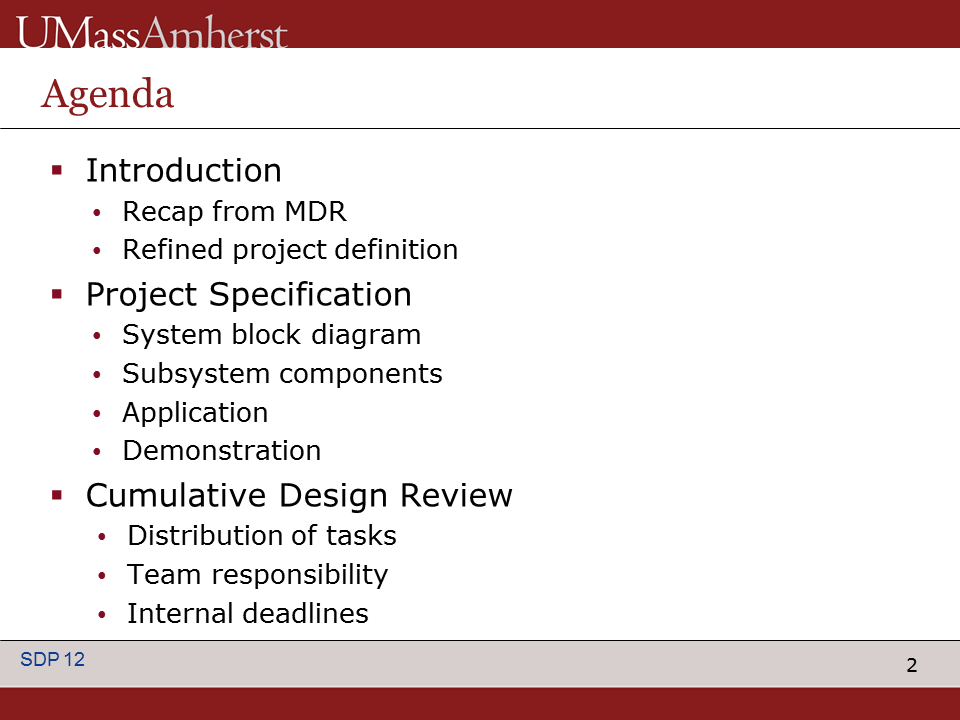 UMassAmherst
Agenda
Introduction
Recap from MDR
Refined project definition
Project Specification
System block diagram
Subsystem components
Application
Demonstration
Cumulative Design Review
Distribution of tasks
Team responsibility
Internal deadlines
SDP 12
2